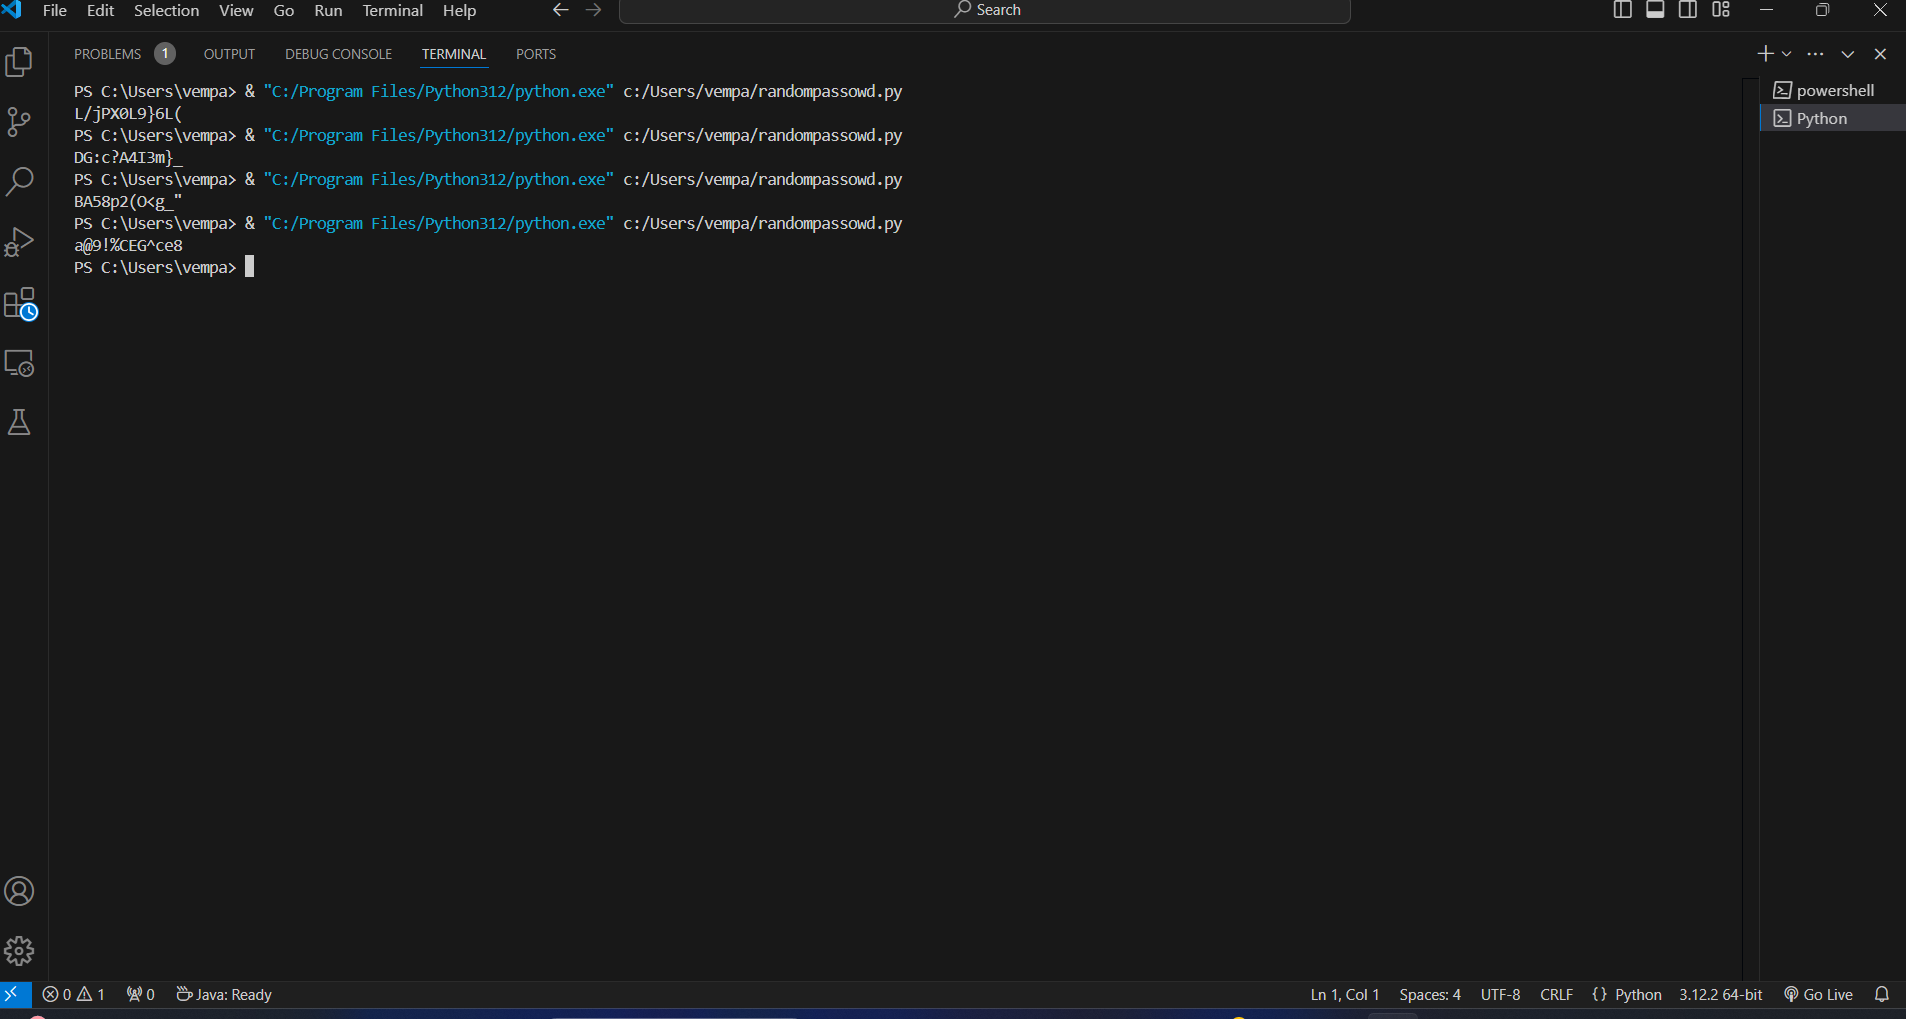 File Edit Selection View Go Run Terminal Help Search
PROBLEMS 1 OUTPUT DEBUG CONSOLE TERMINAL PORTS
PS C:\Users\vempa> & "C:/Program Files/Python312/python.exe" c:/Users/vempa/randompassowd.py
L/jPX0L9}6L(
PS C:\Users\vempa> & "C:/Program Files/Python312/python.exe" c:/Users/vempa/randompassowd.py
DG:c?A4I3m}_
PS C:\Users\vempa> & "C:/Program Files/Python312/python.exe" c:/Users/vempa/randompassowd.py
BA58p2(O<g_"
PS C:\Users\vempa> & "C:/Program Files/Python312/python.exe" c:/Users/vempa/randompassowd.py
a@9!%CEG^ce8
PS C:\Users\vempa>
powershell
Python
0 1 0 Java: Ready Ln 1, Col 1 Spaces: 4 UTF-8 CRLF {} Python 3.12.2 64-bit Go Live